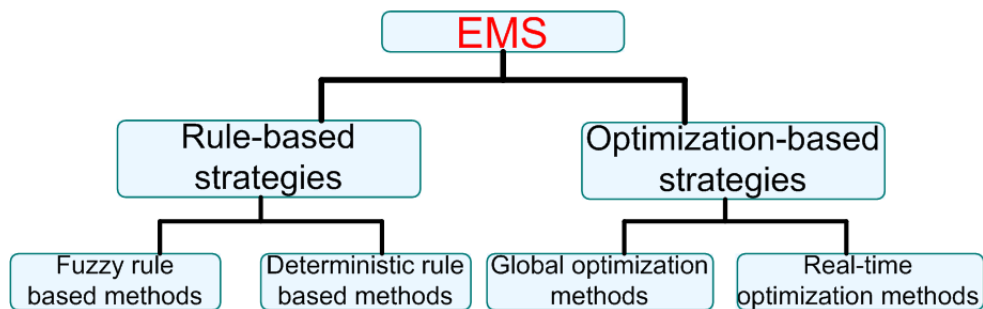 EMS
Rule-based
strategies
Optimization-based
strategies
Fuzzy rule
based methods
Deterministic rule
based methods
Global optimization
methods
Real-time
optimization methods